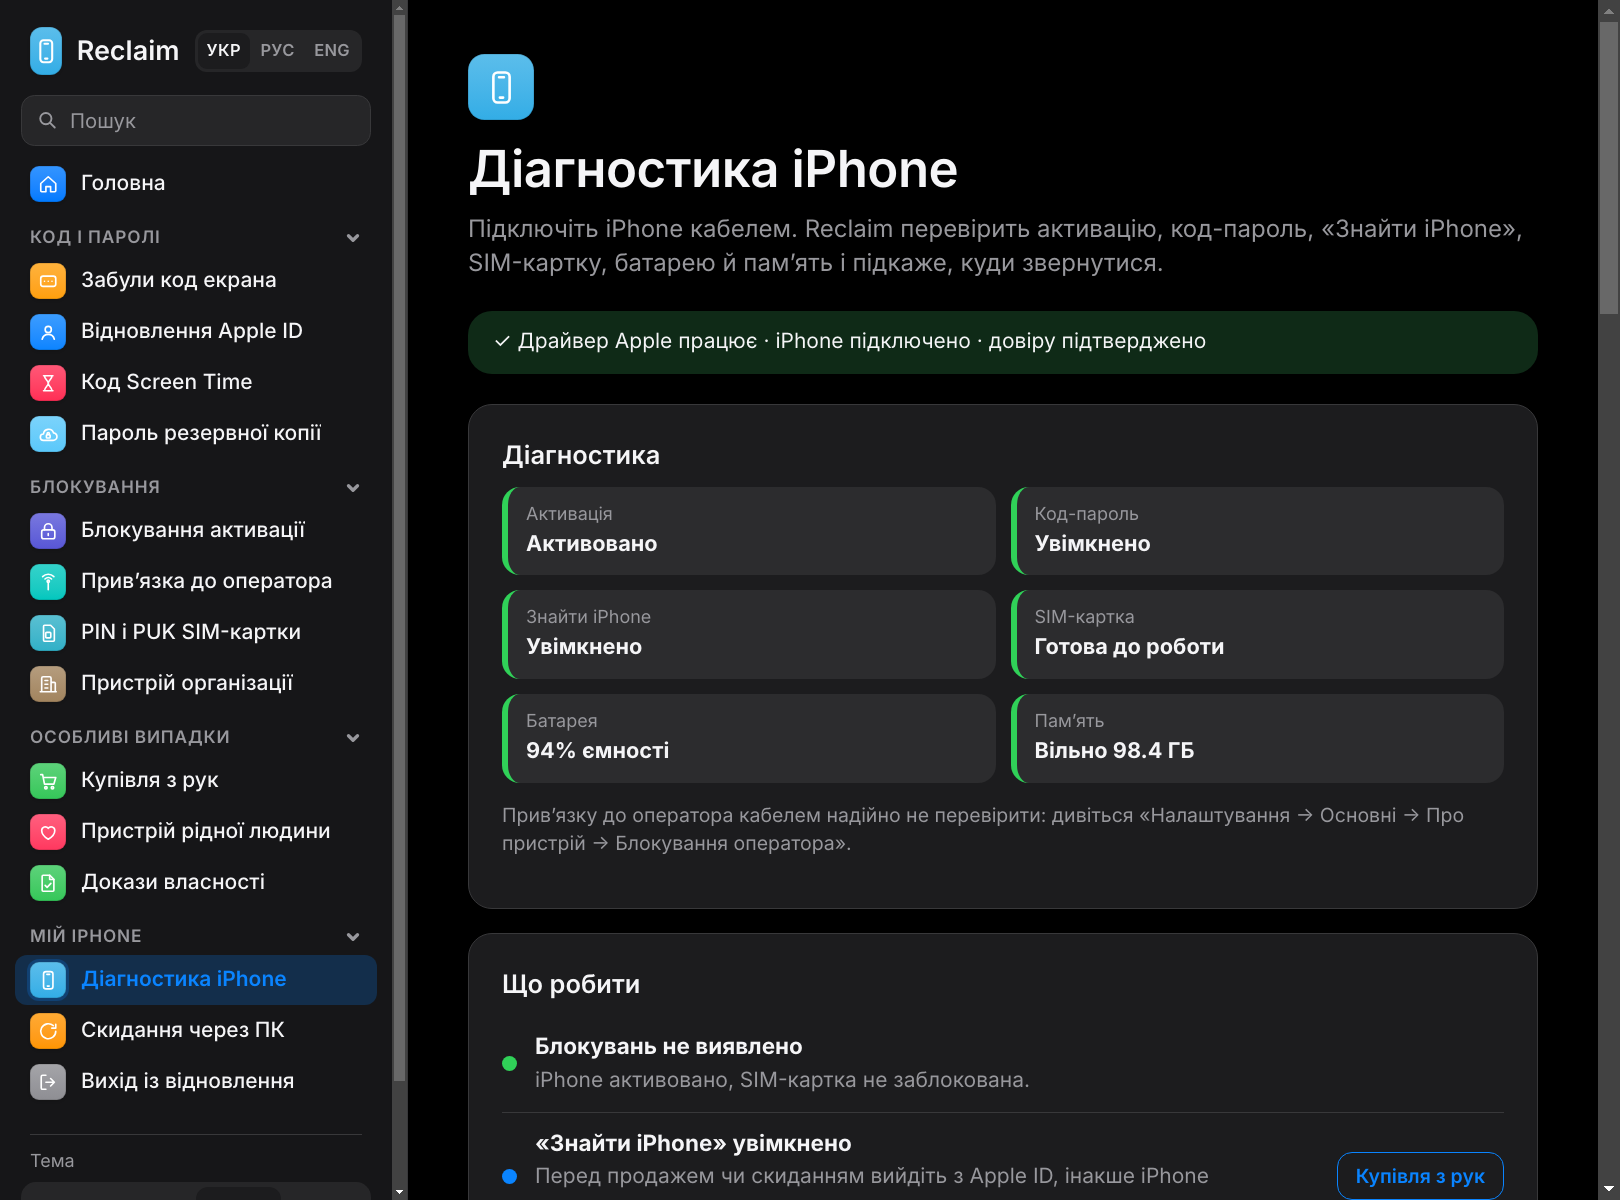 Reclaim
УКР РУС ENG
Пошук
Головна
КОД І ПАРОЛІ
Забули код екрана
Відновлення Apple ID
Код Screen Time
Пароль резервної копії
БЛОКУВАННЯ
Блокування активації
Прив’язка до оператора
PIN і PUK SIM-картки
Пристрій організації
ОСОБЛИВІ ВИПАДКИ
Купівля з рук
Пристрій рідної людини
Докази власності
МІЙ IPHONE
Діагностика iPhone
Скидання через ПК
Вихід із відновлення
Тема
Діагностика iPhone
Підключіть iPhone кабелем. Reclaim перевірить активацію, код-пароль, «Знайти iPhone»,
SIM-картку, батарею й пам’ять і підкаже, куди звернутися.
✓ Драйвер Apple працює · iPhone підключено · довіру підтверджено
Діагностика
Активація
Активовано
Код-пароль
Увімкнено
Знайти iPhone
Увімкнено
SIM-картка
Готова до роботи
Батарея
94% ємності
Пам’ять
Вільно 98.4 ГБ
Прив’язку до оператора кабелем надійно не перевірити: дивіться «Налаштування → Основні → Про
пристрій → Блокування оператора».
Що робити
Блокувань не виявлено
iPhone активовано, SIM-картка не заблокована.
«Знайти iPhone» увімкнено
Перед продажем чи скиданням вийдіть з Apple ID, інакше iPhone
Купівля з рук